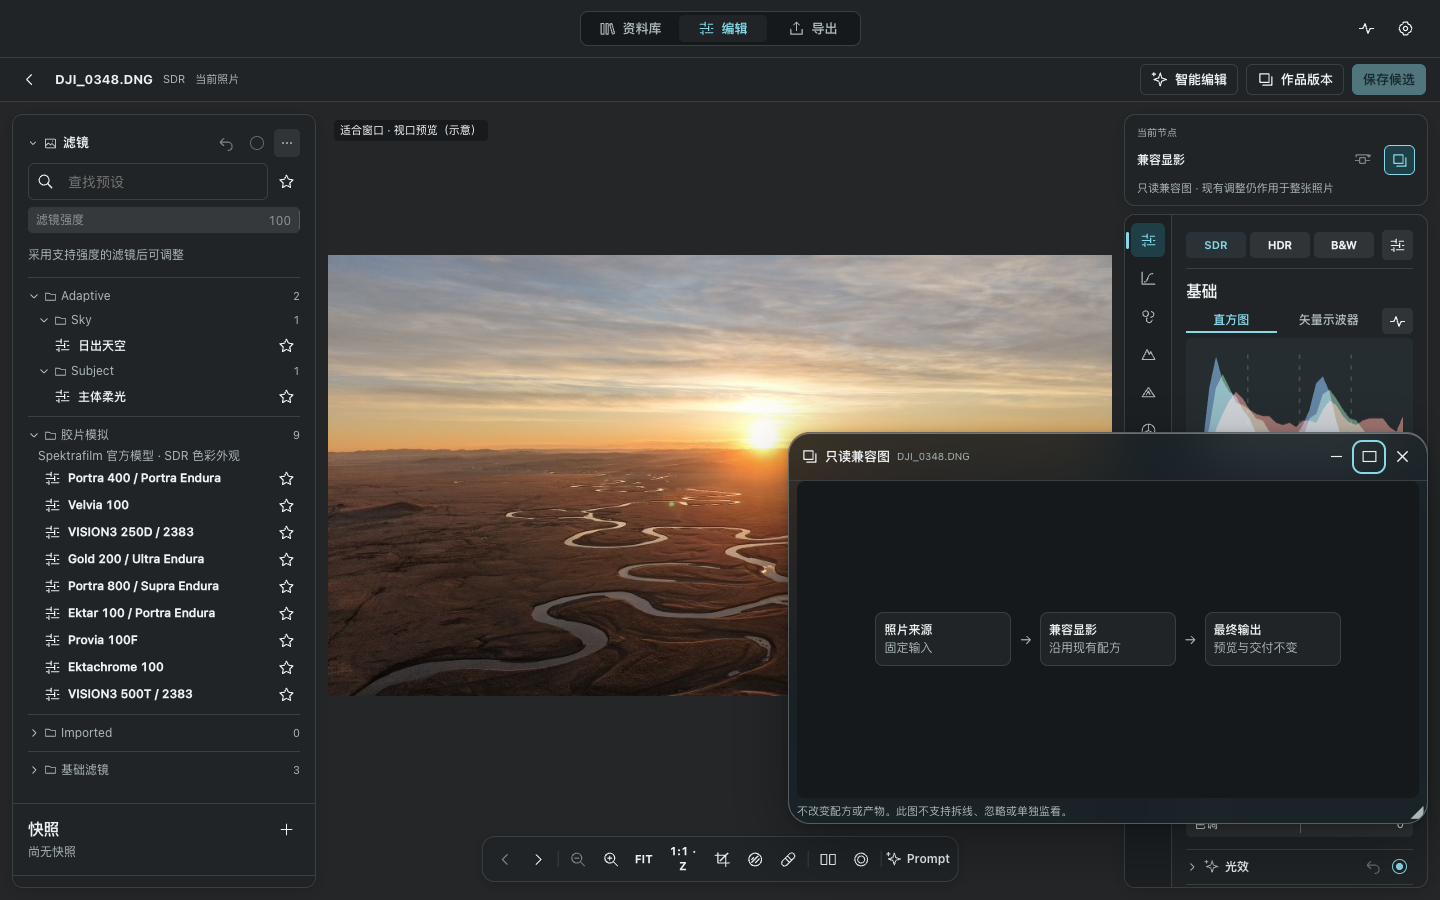 资料库
编辑
导出
DJI_0348.DNG SDR 当前照片
智能编辑
作品版本
保存候选
滤镜
查找预设
滤镜强度 100
采用支持强度的滤镜后可调整
Adaptive 2
Sky 1
日出天空
Subject 1
主体柔光
胶片模拟 9
Spektrafilm 官方模型 · SDR 色彩外观
Portra 400 / Portra Endura
Velvia 100
VISION3 250D / 2383
Gold 200 / Ultra Endura
Portra 800 / Supra Endura
Ektar 100 / Portra Endura
Provia 100F
Ektachrome 100
VISION3 500T / 2383
Imported 0
基础滤镜 3
快照
尚无快照
适合窗口 · 视口预览（示意）
当前节点
兼容显影
只读兼容图 · 现有调整仍作用于整张照片
SDR
HDR
B&W
基础
直方图
矢量示波器
只读兼容图 DJI_0348.DNG
照片来源
固定输入
兼容显影
沿用现有配方
最终输出
预览与交付不变
不改变配方或产物。此图不支持拆线、忽略或单独监看。
色调 0
光效
FIT
1:1 ·
Z
Prompt